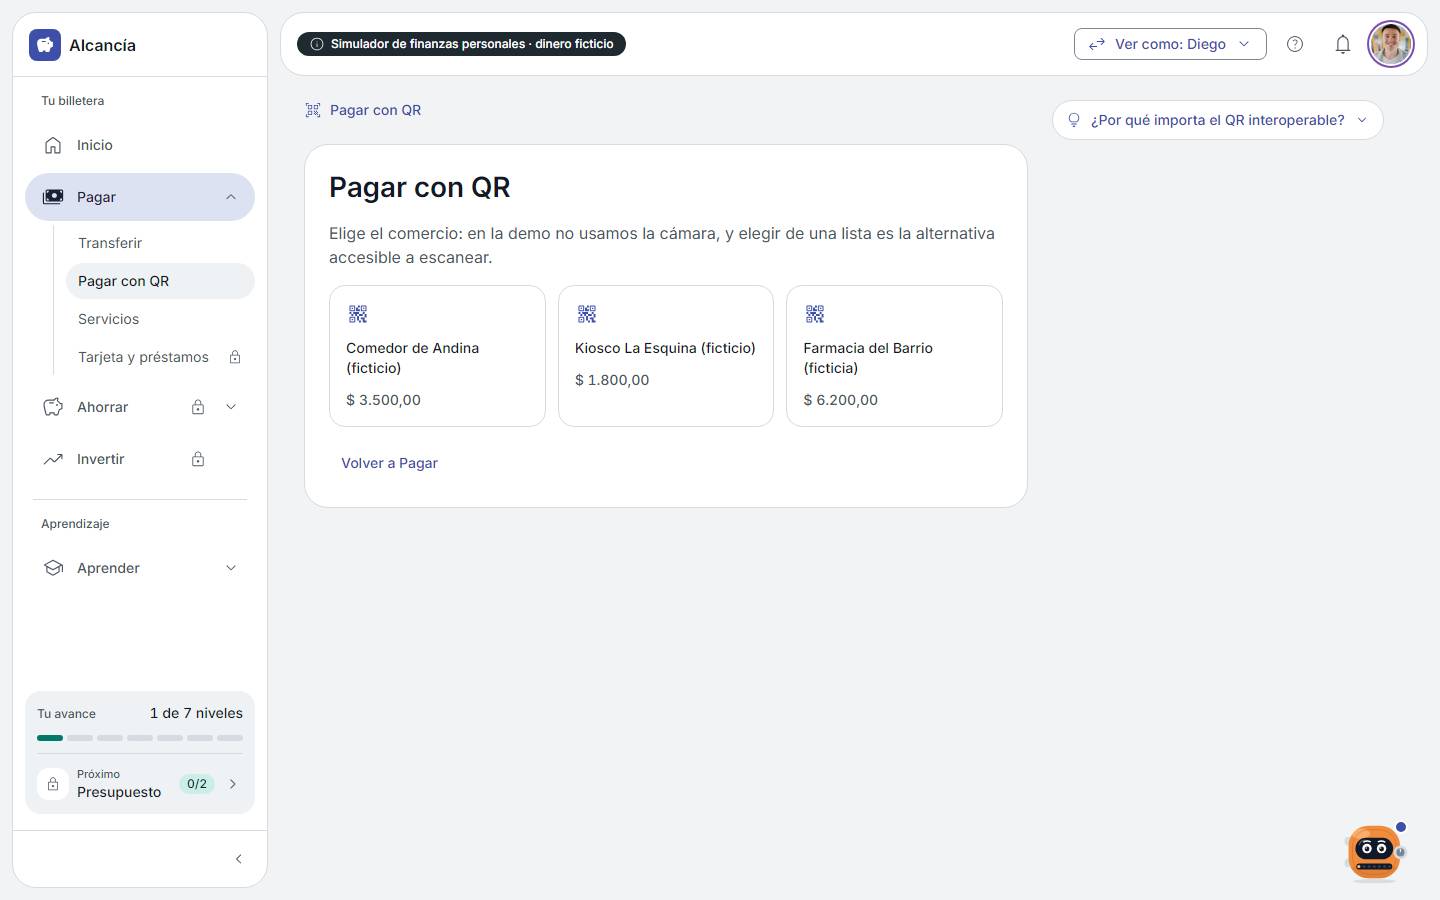 Alcancía
Simulador de finanzas personales · dinero ficticio
Ver como: Diego
Tu billetera
Inicio
Pagar
Transferir
Pagar con QR
Servicios
Tarjeta y préstamos
Ahorrar
Invertir
Aprendizaje
Aprender
Tu avance
1 de 7 niveles
Próximo
Presupuesto
0/2
Pagar con QR
¿Por qué importa el QR interoperable?
Pagar con QR
Elige el comercio: en la demo no usamos la cámara, y elegir de una lista es la alternativa
accesible a escanear.
Comedor de Andina
(ficticio)
$ 3.500,00
Kiosco La Esquina (ficticio)
$ 1.800,00
Farmacia del Barrio
(ficticia)
$ 6.200,00
Volver a Pagar